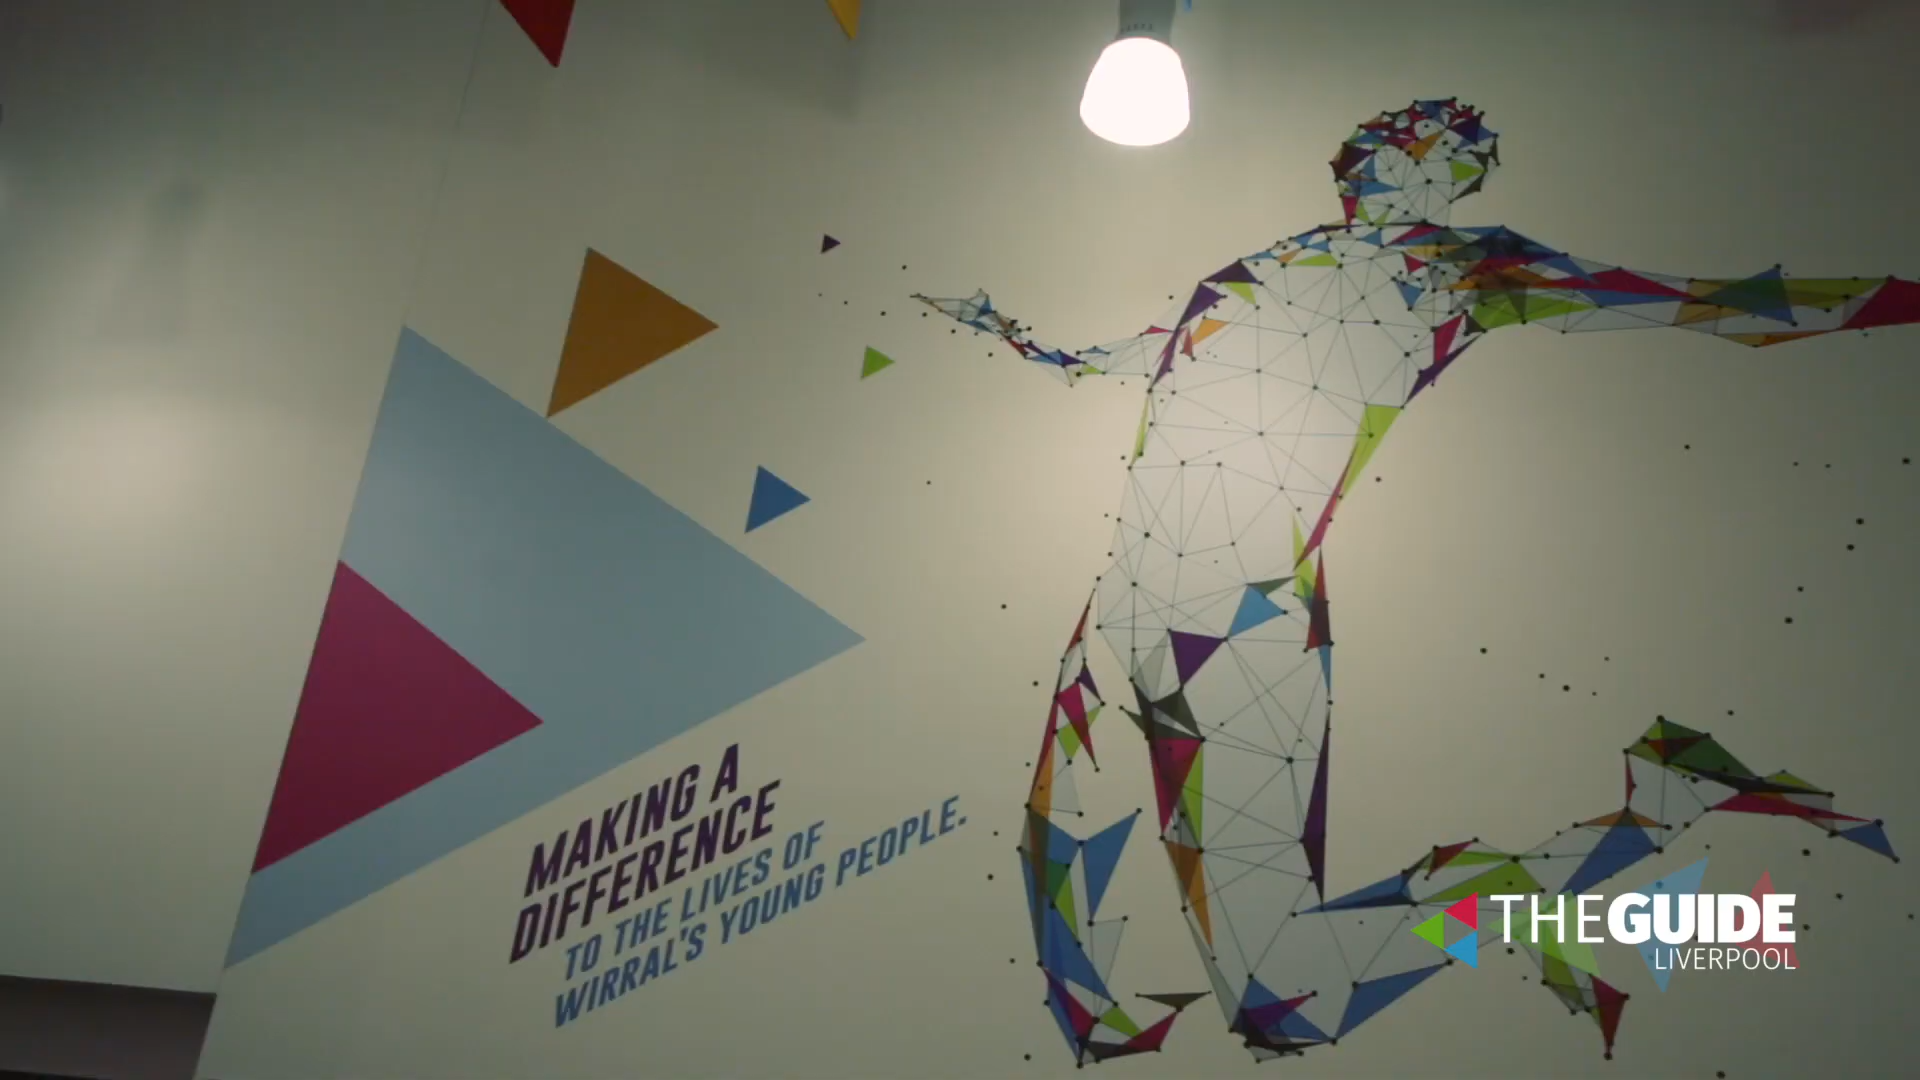 MAKING A
DIFFERENCE
TO THE LIVES OF
WIRRAL'S YOUNG PEOPLE.
THEGUIDE
LIVERPOOL